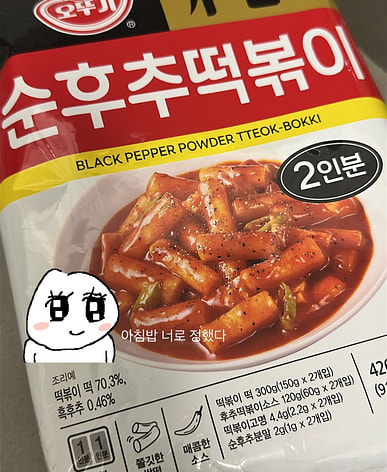 오뚜기
순후추떡볶이
BLACK PEPPER POWDER TTEOK-BOKKI
2인분
아침밥 너로 정했다
조리예
떡볶이 떡 70.3%,
흑후추 0.46%
떡볶이 떡 300g(150g x 2개입)
후추떡볶이소스 120g(60g x 2개입)
떡볶이고명 4.4g(2.2g x 2개입)
순후추분말 2g(1g x 2개입)
1 1
쫄깃한
매콤한
소스